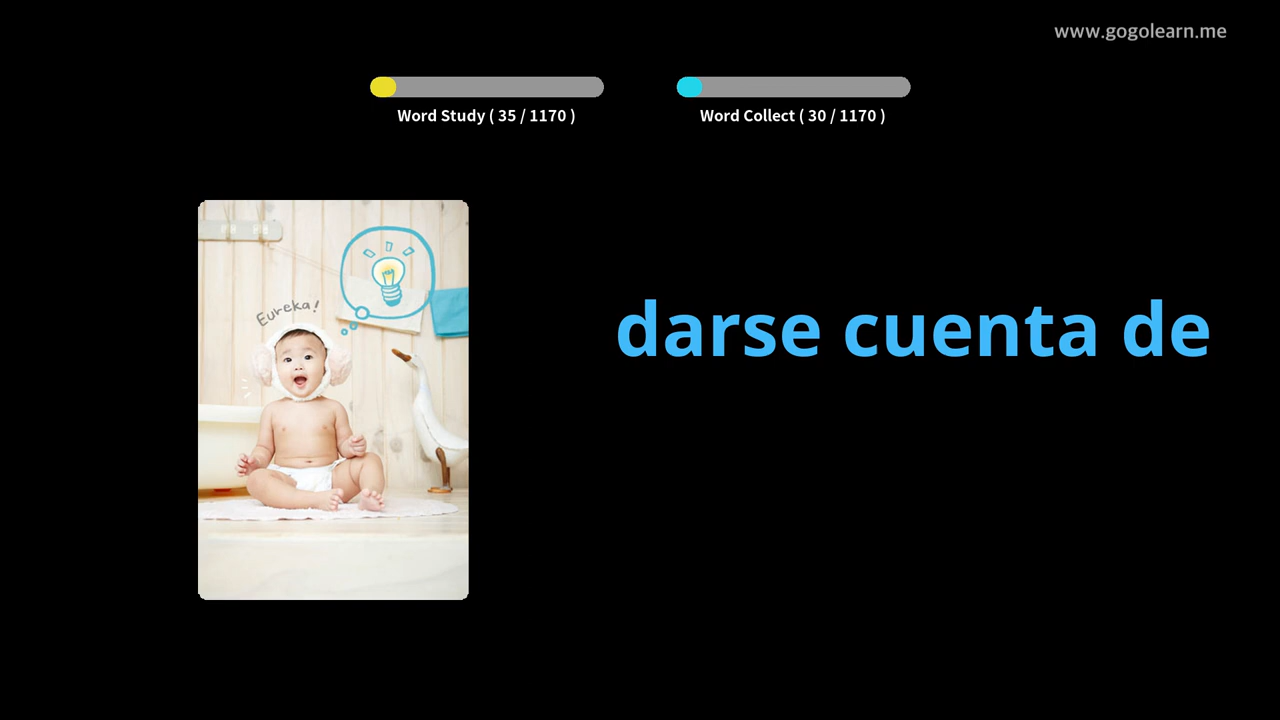 www.gogolearn.me
Word Study ( 35 / 1170 )
Word Collect ( 30 / 1170 )
Eureka!
darse cuenta de